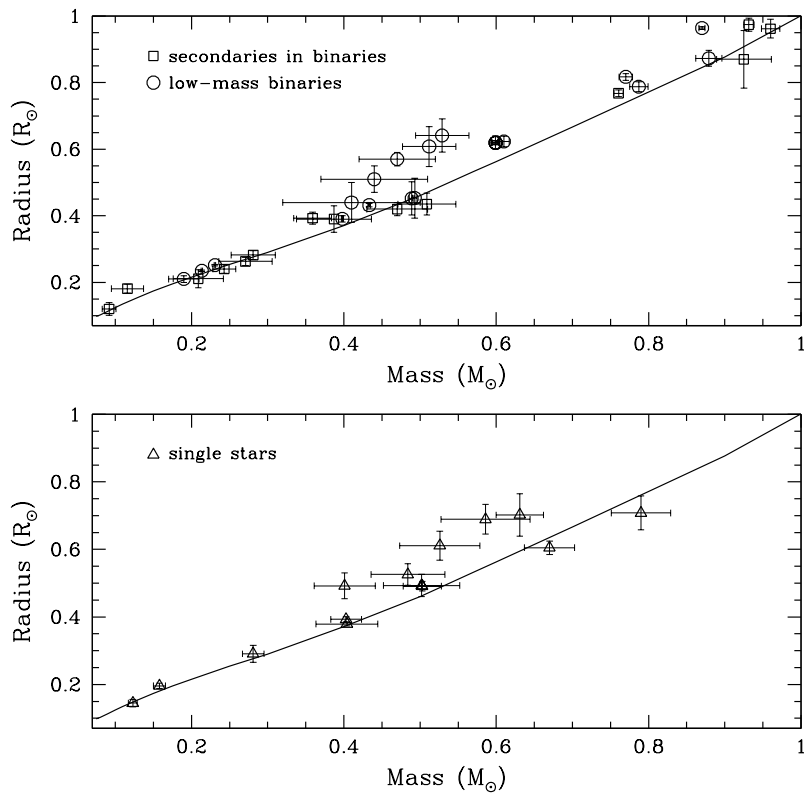 1
0.8
0.6
0.4
0.2
Radius (R⊙)
secondaries in binaries
low-mass binaries
0.2 0.4 0.6 0.8 1
Mass (M⊙)
1
0.8
0.6
0.4
0.2
Radius (R⊙)
single stars
0.2 0.4 0.6 0.8 1
Mass (M⊙)